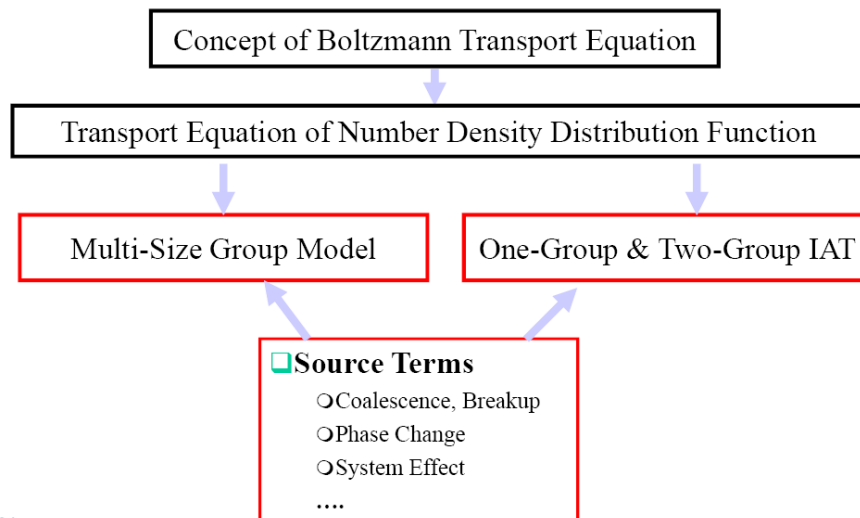 Concept of Boltzmann Transport Equation
Transport Equation of Number Density Distribution Function
Multi-Size Group Model
One-Group & Two-Group IAT
❑Source Terms
❍Coalescence, Breakup
❍Phase Change
❍System Effect
….